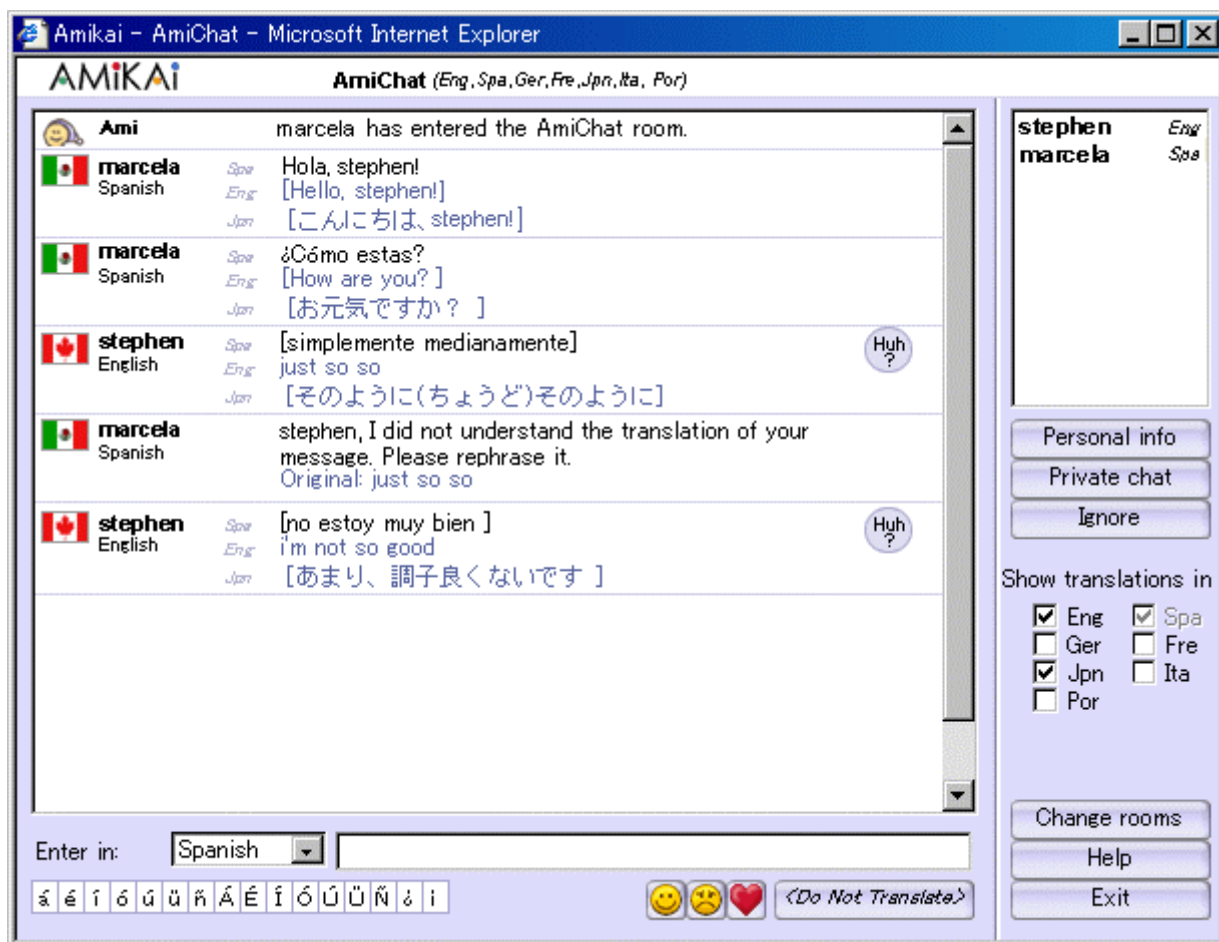 Amikai - AmiChat - Microsoft Internet Explorer
AMiKAi
AmiChat (Eng,Spa,Ger,Fre,Jpn,Ita, Por)
Ami marcela has entered the AmiChat room.
marcela Spa Hola, stephen!
Spanish Eng [Hello, stephen!]
Jpn [こんにちは、stephen!]
marcela Spa ¿Cómo estas?
Spanish Eng [How are you? ]
Jpn [お元気ですか? ]
stephen Spa [simplemente medianamente] Huh
English Eng just so so ?
Jpn [そのように(ちょうど)そのように]
marcela stephen, I did not understand the translation of your
Spanish message. Please rephrase it.
Original: just so so
stephen Spa [no estoy muy bien ] Huh
English Eng i'm not so good ?
Jpn [あまり、調子良くないです ]
Enter in: Spanish
á é í ó ú ü ñ Á É Í Ó Ú Ü Ñ ¿ ¡
<Do Not Translate>
stephen Eng
marcela Spa
Personal info
Private chat
Ignore
Show translations in
Eng Spa
Ger Fre
Jpn Ita
Por
Change rooms
Help
Exit